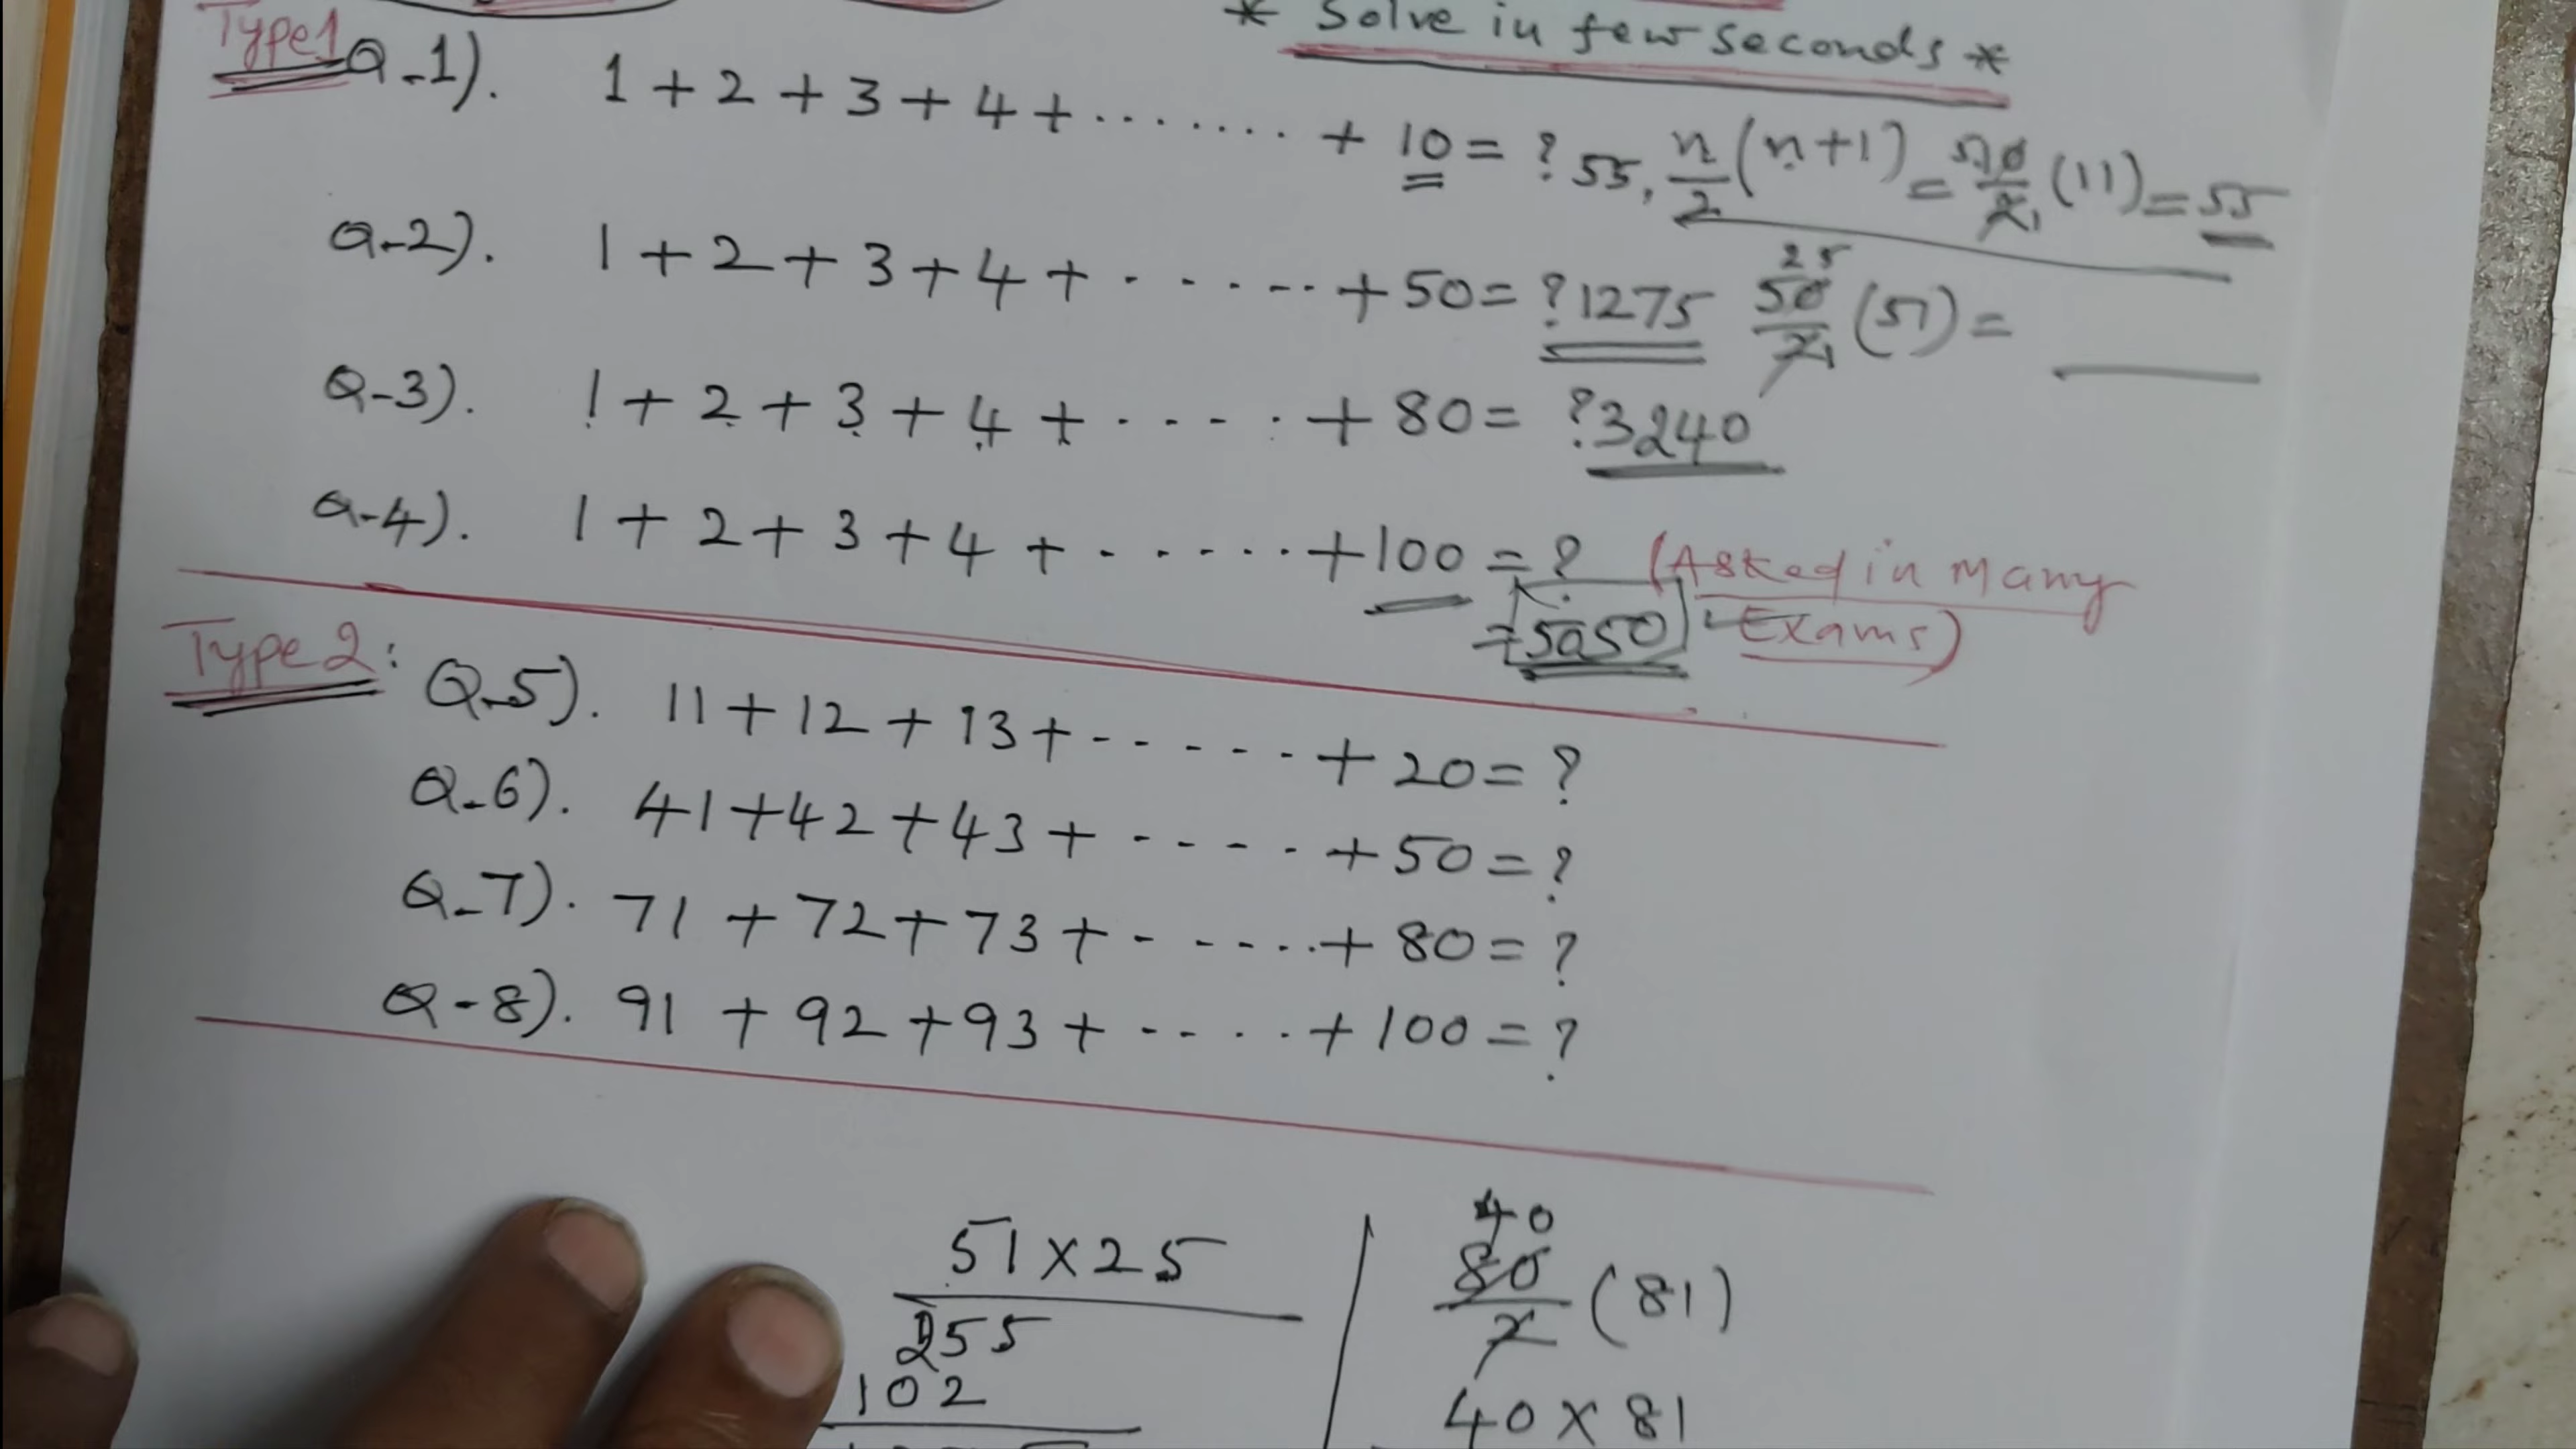 * Solve in few seconds *
Type1 Q-1). 1 + 2 + 3 + 4 + ........ + 10 = ? 55, n/2 (n+1) = 10/2 (11) = 55
Q-2). 1 + 2 + 3 + 4 + ...... + 50 = ? 1275 50/2 (51) =
25
1
Q-3). 1 + 2 + 3 + 4 + ..... + 80 = ? 3240
Q-4). 1 + 2 + 3 + 4 + ...... + 100 = ? (Asked in Many
= 5050 Exams)
Type 2: Q-5). 11 + 12 + 13 + ...... + 20 = ?
Q-6). 41 + 42 + 43 + ..... + 50 = ?
Q-7). 71 + 72 + 73 + ...... + 80 = ?
Q-8). 91 + 92 + 93 + ..... + 100 = ?
51 x 25
255
102
40
80/2 (81)
40 x 81